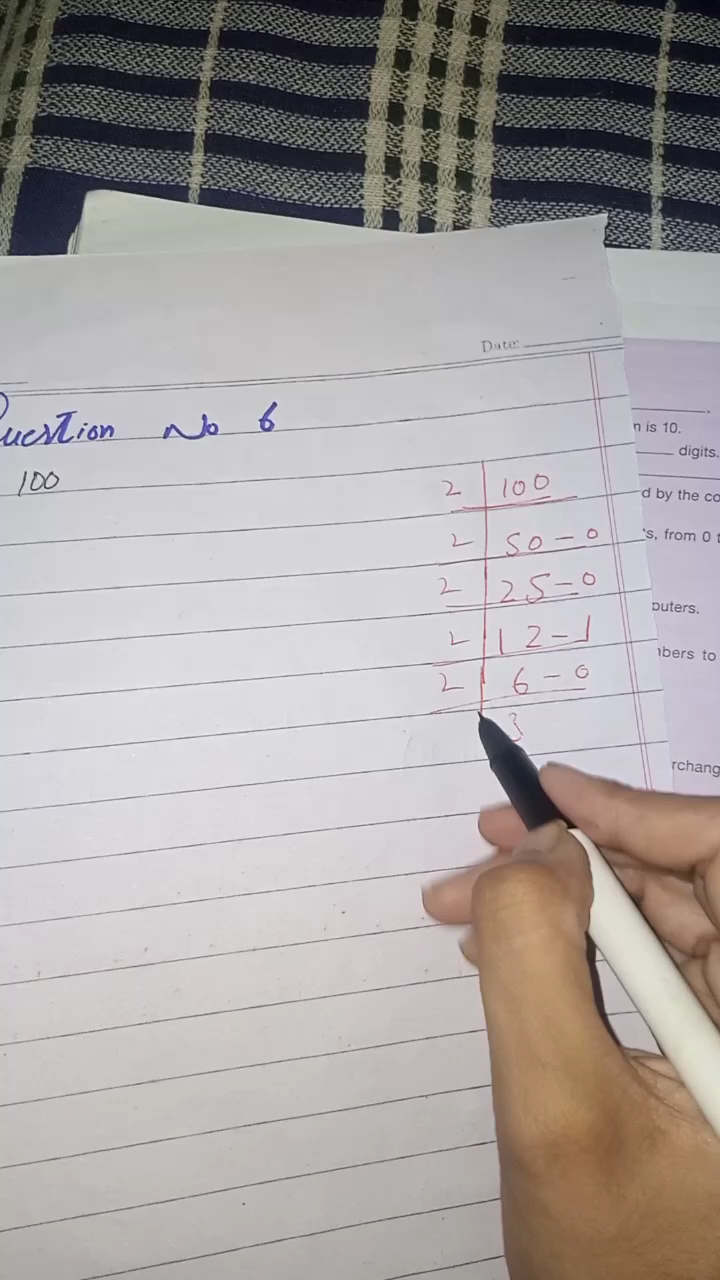 Date:
Question No 6
100
2 100
2 50 - 0
2 25 - 0
2 12 - 1
2 6 - 0
3
n is 10.
digits.
d by the co
's, from 0 t
puters.
nbers to
rchang